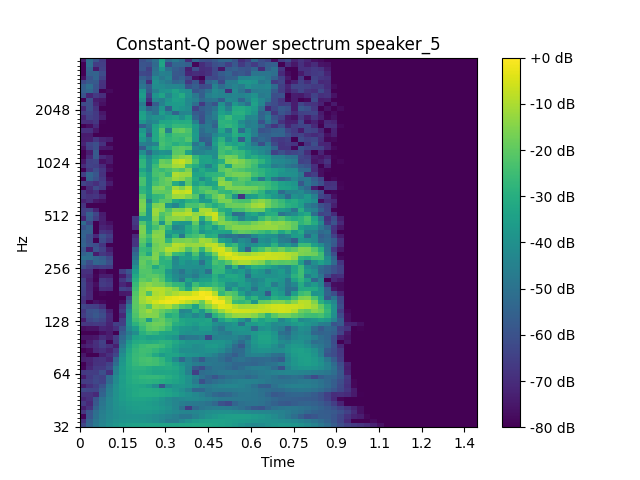 Constant-Q power spectrum speaker_5
Hz
2048
1024
512
256
128
64
32
0 0.15 0.3 0.45 0.6 0.75 0.9 1.1 1.2 1.4
Time
+0 dB
-10 dB
-20 dB
-30 dB
-40 dB
-50 dB
-60 dB
-70 dB
-80 dB